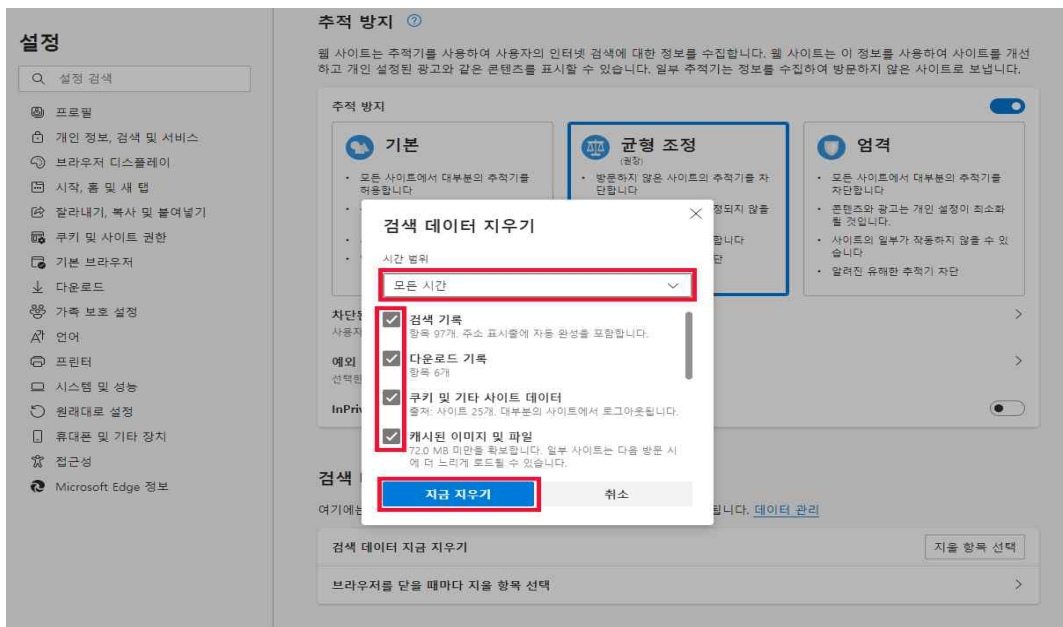 설정
설정 검색
프로필
개인 정보, 검색 및 서비스
브라우저 디스플레이
시작, 홈 및 새 탭
잘라내기, 복사 및 붙여넣기
쿠키 및 사이트 권한
기본 브라우저
다운로드
가족 보호 설정
언어
프린터
시스템 및 성능
원래대로 설정
휴대폰 및 기타 장치
접근성
Microsoft Edge 정보
추적 방지
웹 사이트는 추적기를 사용하여 사용자의 인터넷 검색에 대한 정보를 수집합니다. 웹 사이트는 이 정보를 사용하여 사이트를 개선
하고 개인 설정된 광고와 같은 콘텐츠를 표시할 수 있습니다. 일부 추적기는 정보를 수집하여 방문하지 않은 사이트로 보냅니다.
추적 방지
기본
• 모든 사이트에서 대부분의 추적기를
허용합니다
균형 조정
(권장)
• 방문하지 않은 사이트의 추적기를 차
단합니다
정되지 않을
합니다
단
엄격
• 모든 사이트에서 대부분의 추적기를
차단합니다
• 콘텐츠와 광고는 개인 설정이 최소화
될 것입니다.
• 사이트의 일부가 작동하지 않을 수 있
습니다
• 알려진 유해한 추적기 차단
검색 데이터 지우기
시간 범위
모든 시간
검색 기록
항목 97개. 주소 표시줄에 자동 완성을 포함합니다.
다운로드 기록
항목 6개
쿠키 및 기타 사이트 데이터
출처: 사이트 25개. 대부분의 사이트에서 로그아웃됩니다.
캐시된 이미지 및 파일
72.0 MB 미만을 확보합니다. 일부 사이트는 다음 방문 시
에 더 느리게 로드될 수 있습니다.
지금 지우기
취소
차단된
사용자
예외
선택한
InPriv
검색
여기에는
됩니다. 데이터 관리
검색 데이터 지금 지우기
지울 항목 선택
브라우저를 닫을 때마다 지울 항목 선택